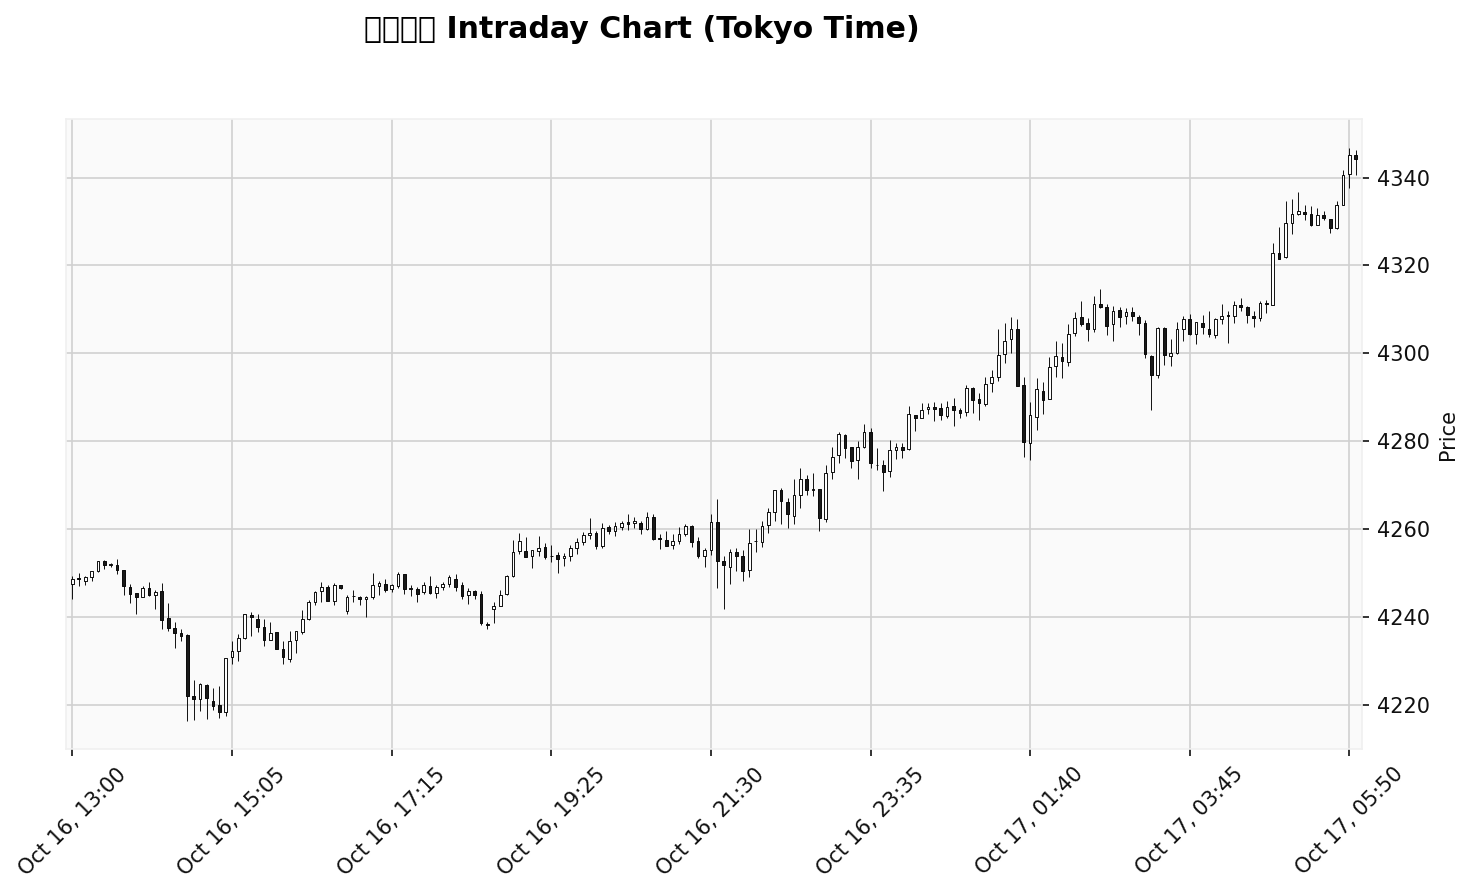 Intraday Chart (Tokyo Time)
4340
4320
4300
4280
4260
4240
4220
Price
Oct 16, 13:00
Oct 16, 15:05
Oct 16, 17:15
Oct 16, 19:25
Oct 16, 21:30
Oct 16, 23:35
Oct 17, 01:40
Oct 17, 03:45
Oct 17, 05:50